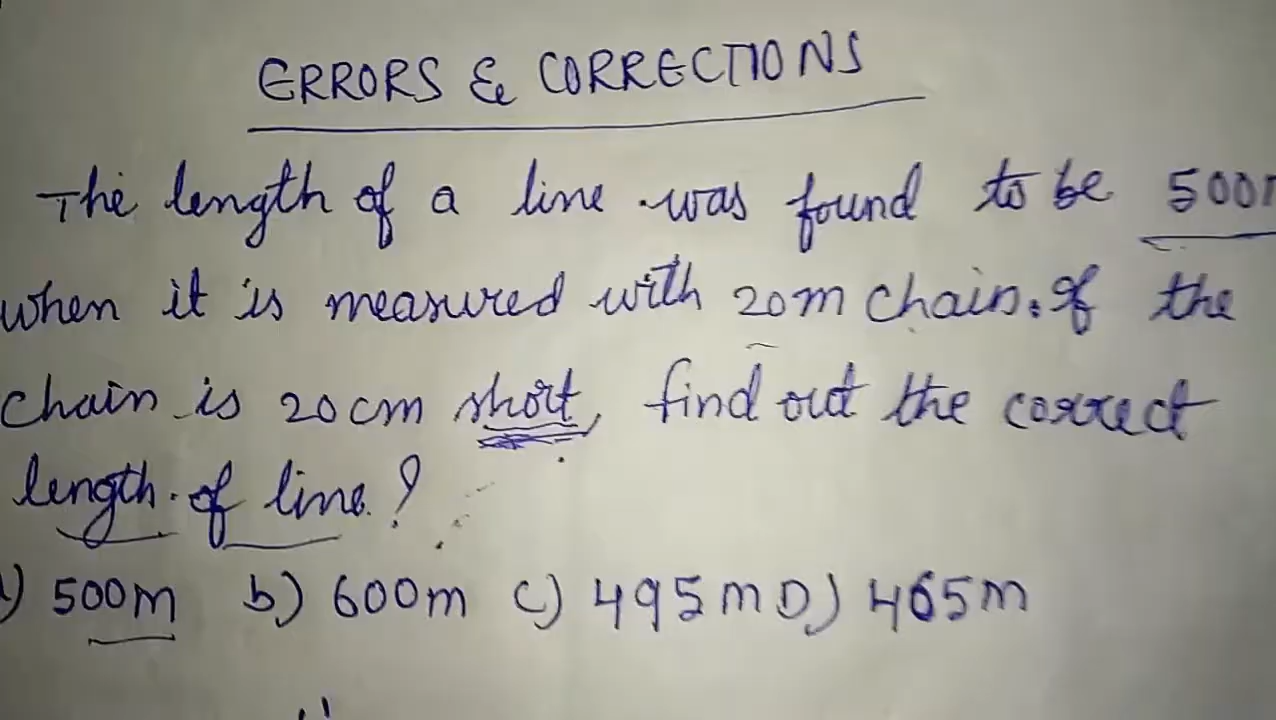 ERRORS & CORRECTIONS
The length of a line was found to be 500m
when it is measured with 20m chain. If the
chain is 20cm short, find out the correct
length of line?
) 500m b) 600m c) 495m D) 465m